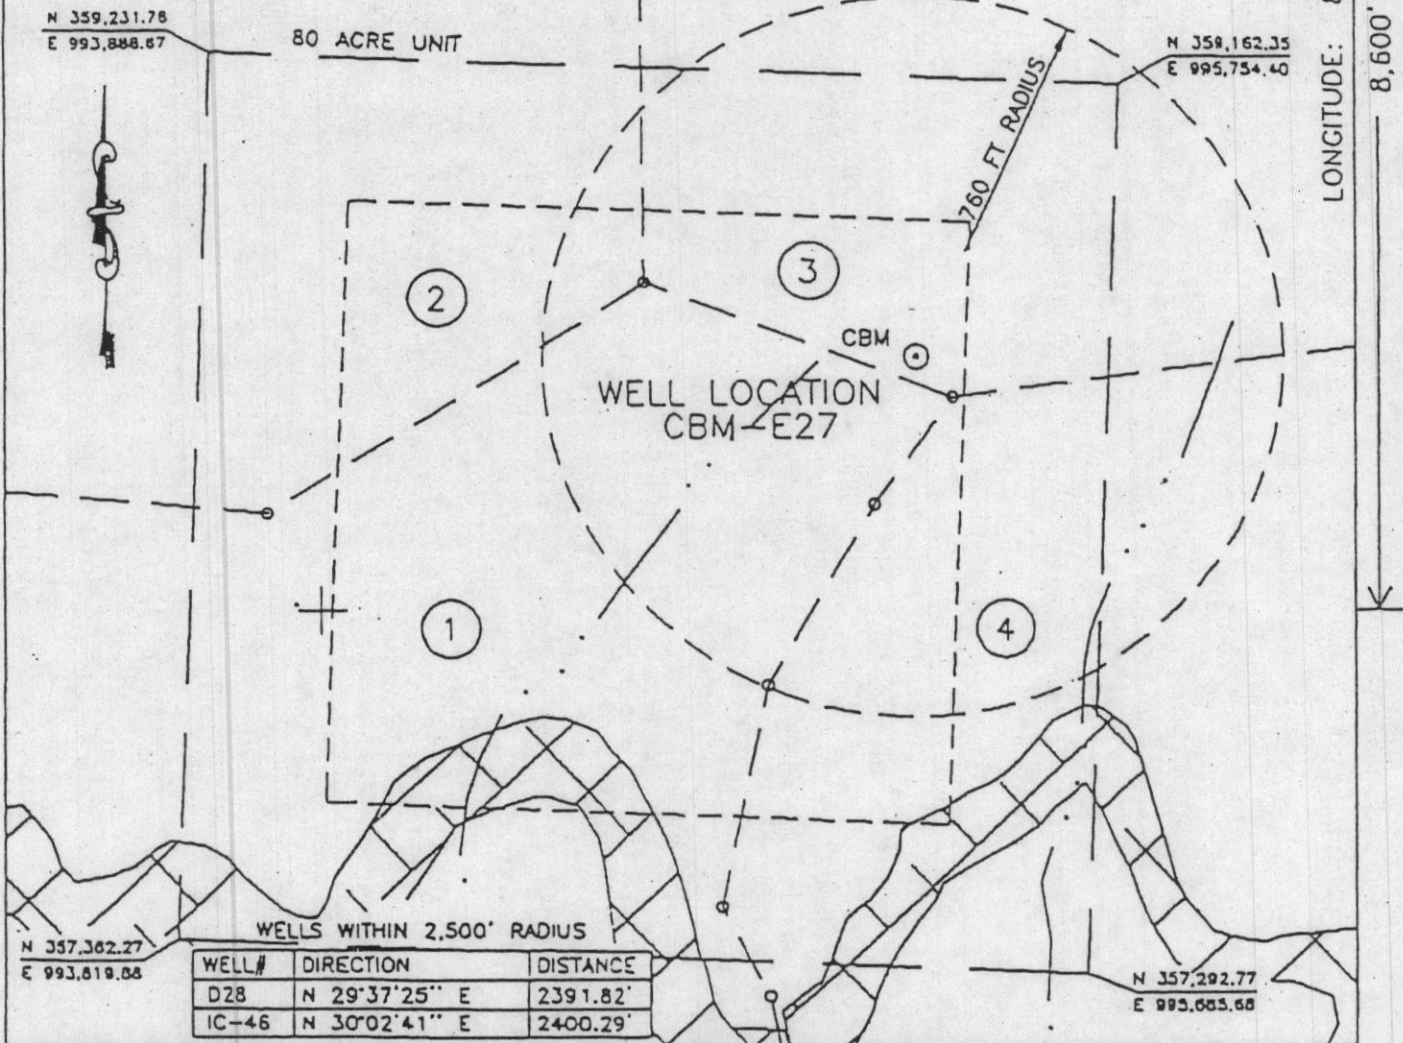 N 359,231.76
E 993,888.67
80 ACRE UNIT
N 359,162.35
E 995,754.40
LONGITUDE:
8,600'
760 FT RADIUS
2
3
CBM
WELL LOCATION
CBM-E27
1
4
N 357,362.27
E 993,819.88
WELLS WITHIN 2,500' RADIUS
WELL# DIRECTION DISTANCE
D28 N 29°37'25'' E 2391.82'
IC-46 N 30°02'41'' E 2400.29'
N 357,292.77
E 995,685.68